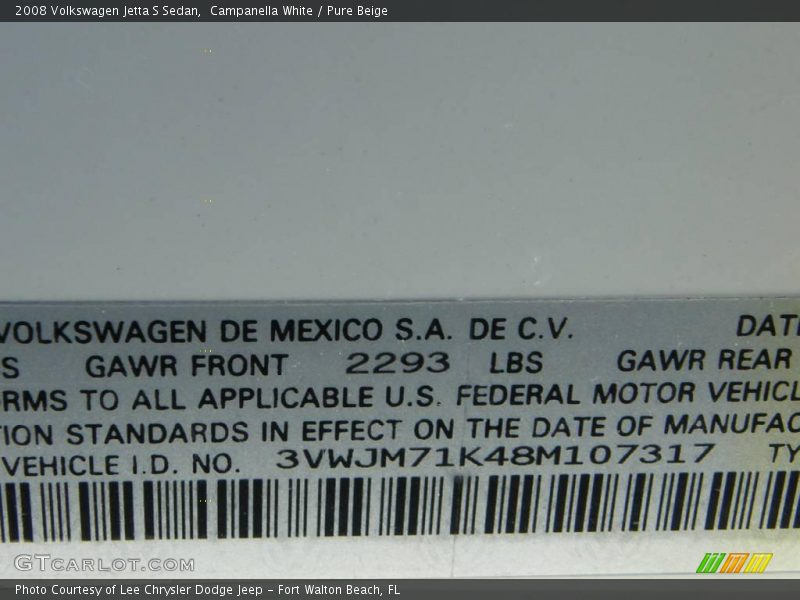 2008 Volkswagen Jetta S Sedan,  Campanella White / Pure Beige
VOLKSWAGEN DE MEXICO S.A. DE C.V. DATE
S GAWR FRONT 2293 LBS GAWR REAR
RMS TO ALL APPLICABLE U.S. FEDERAL MOTOR VEHICL
TION STANDARDS IN EFFECT ON THE DATE OF MANUFAC
VEHICLE I.D. NO. 3VWJM71K48M107317 TY
GTCARLOT.COM
Photo Courtesy of Lee Chrysler Dodge Jeep - Fort Walton Beach, FL